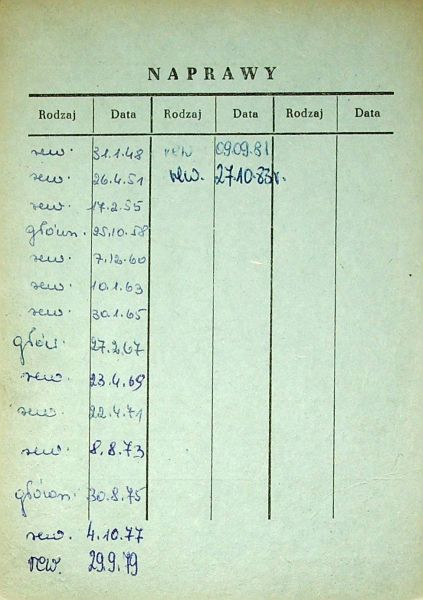 NAPRAWY
Rodzaj Data Rodzaj Data Rodzaj Data
rew. 31.1.48 rew 09.09.81
rew. 26.4.51 rew. 27.10.83 r.
rew. 17.2.55
główn. 25.10.58
rew. 7.12.60
rew. 10.1.63
rew. 30.1.65
głów. 27.2.67
rew. 23.4.69
rew. 22.4.71
rew. 8.8.73
główn. 30.8.75
rew. 4.10.77
rew. 29.9.79